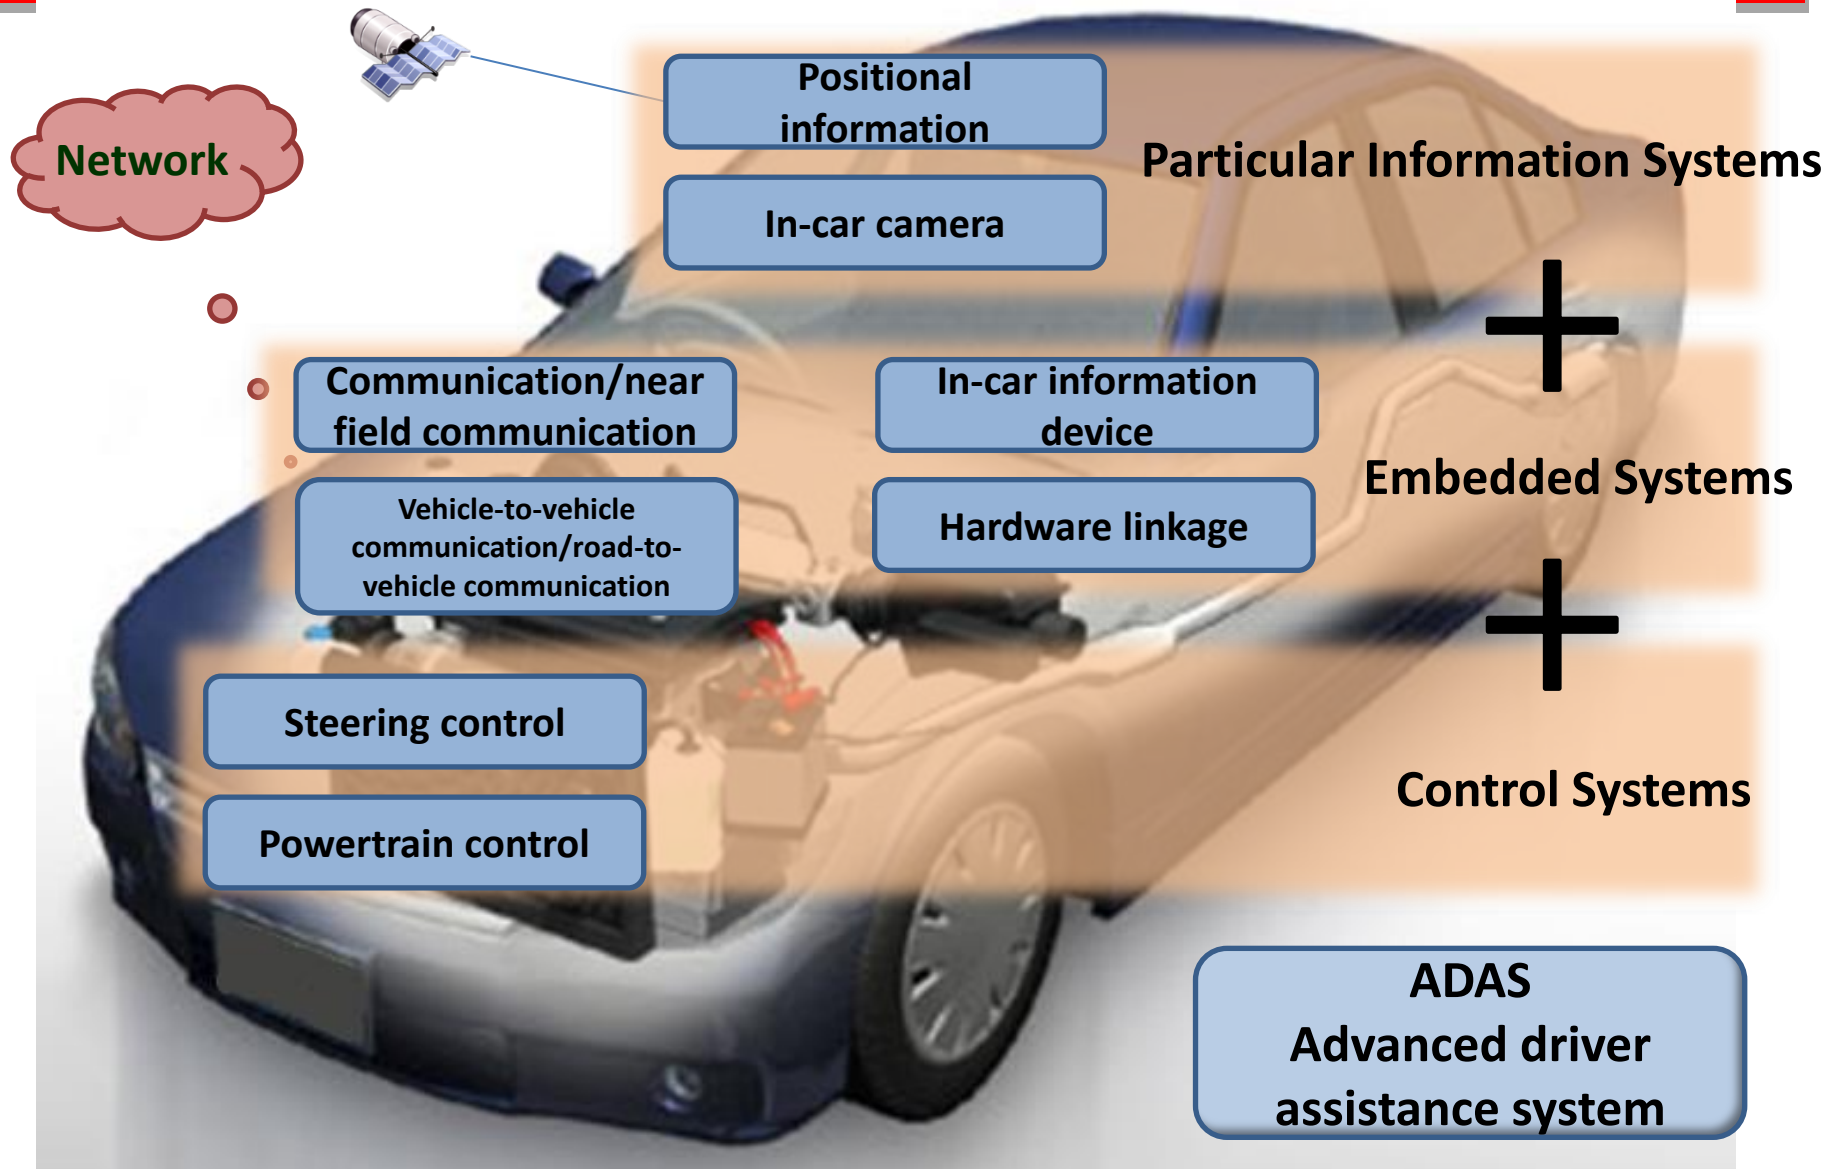 Positional
information
Network
Particular Information Systems
In-car camera
Communication/near
field communication
In-car information
device
Embedded Systems
Vehicle-to-vehicle
communication/road-to-
vehicle communication
Hardware linkage
Steering control
Control Systems
Powertrain control
ADAS
Advanced driver
assistance system